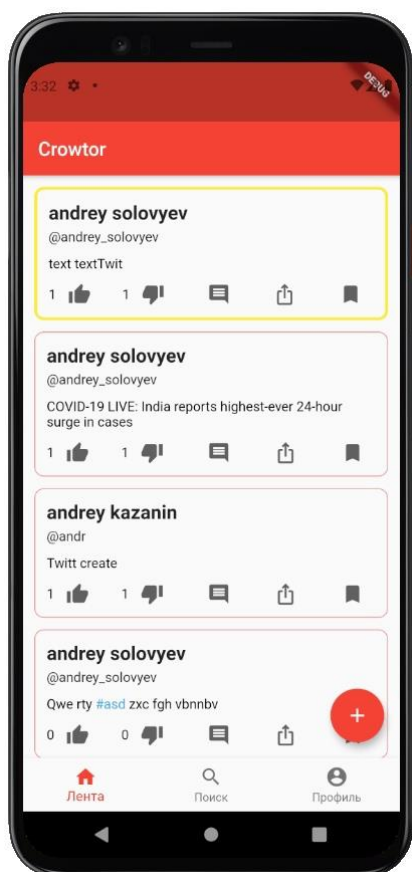 3:32
DEBUG
Crowtor
andrey solovyev
@andrey_solovyev
text textTwit
1 1
andrey solovyev
@andrey_solovyev
COVID-19 LIVE: India reports highest-ever 24-hour
surge in cases
1 1
andrey kazanin
@andr
Twitt create
1 1
andrey solovyev
@andrey_solovyev
Qwe rty #asd zxc fgh vbnnbv
0 0
Лента Поиск Профиль